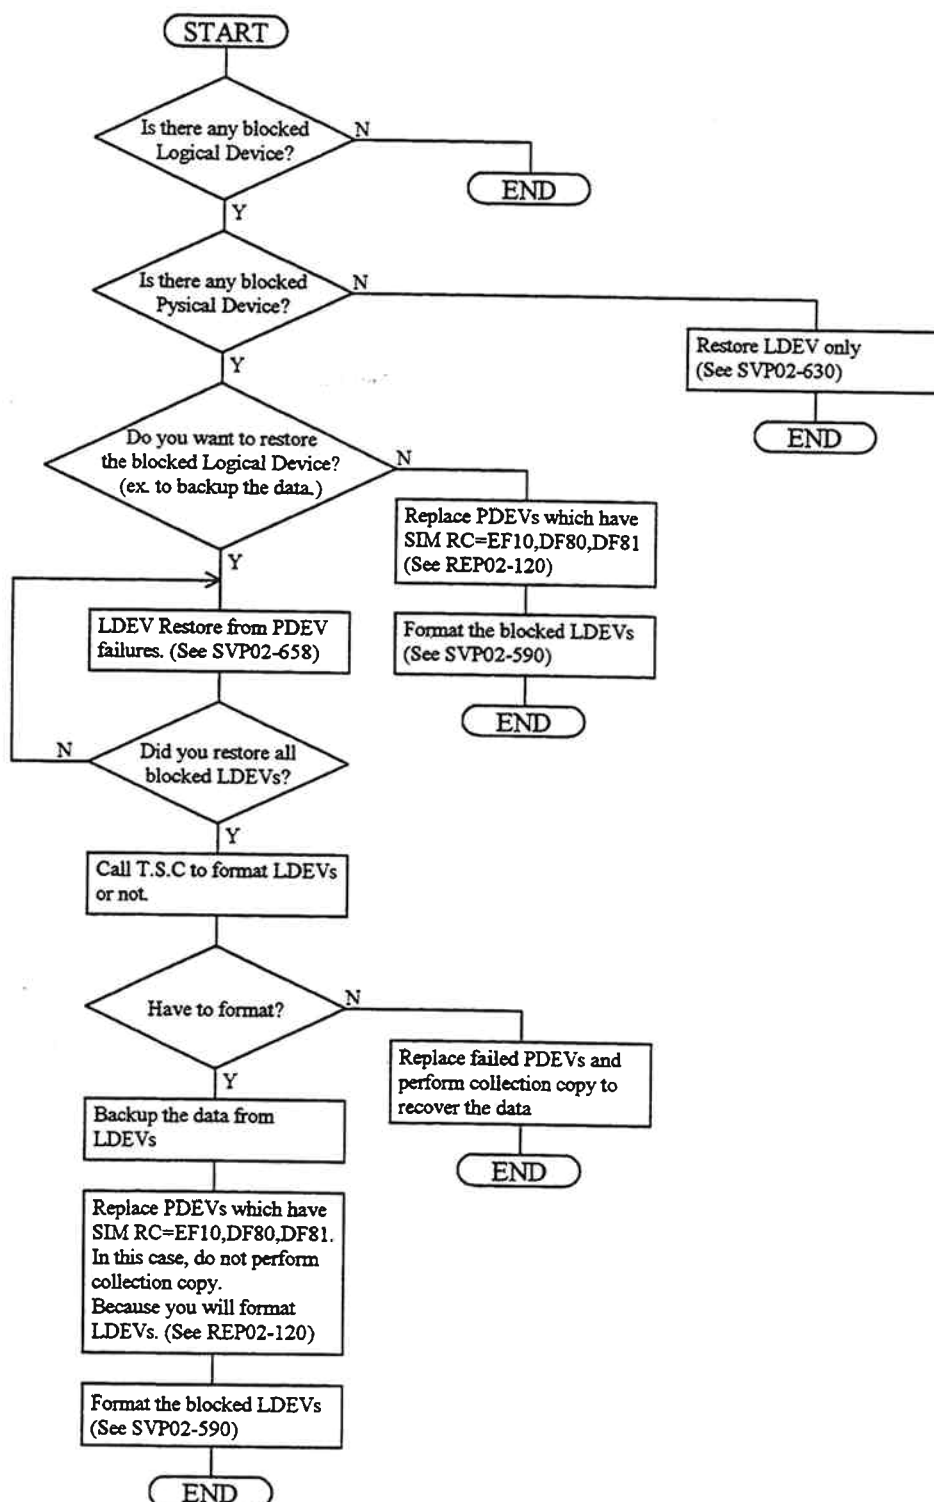 START
Is there any blocked
Logical Device?
N
END
Y
Is there any blocked
Pysical Device?
N
Restore LDEV only
(See SVP02-630)
END
Y
Do you want to restore
the blocked Logical Device?
(ex. to backup the data.)
N
Replace PDEVs which have
SIM RC=EF10,DF80,DF81
(See REP02-120)
Format the blocked LDEVs
(See SVP02-590)
END
Y
LDEV Restore from PDEV
failures. (See SVP02-658)
Did you restore all
blocked LDEVs?
N
Y
Call T.S.C to format LDEVs
or not.
Have to format?
N
Replace failed PDEVs and
perform collection copy to
recover the data
END
Y
Backup the data from
LDEVs
Replace PDEVs which have
SIM RC=EF10,DF80,DF81.
In this case, do not perform
collection copy.
Because you will format
LDEVs. (See REP02-120)
Format the blocked LDEVs
(See SVP02-590)
END